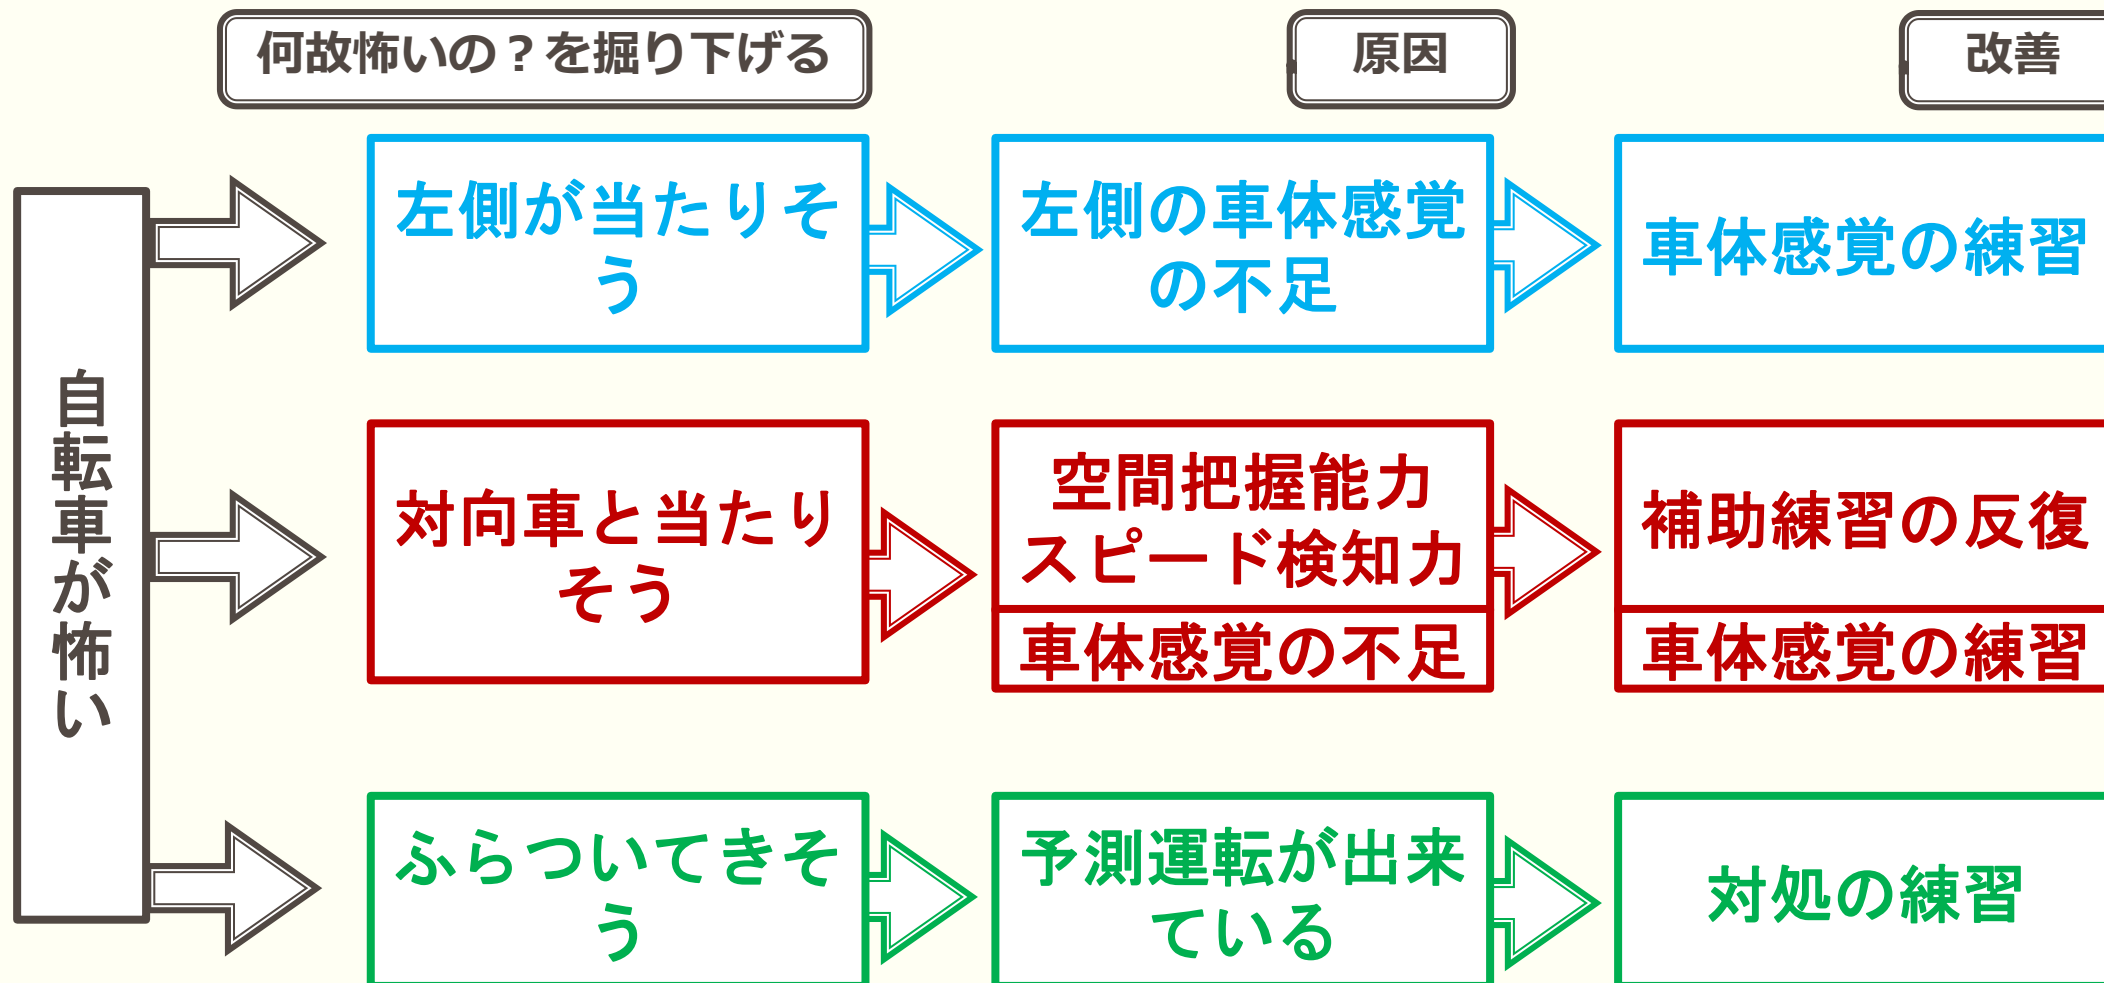 何故怖いの？を掘り下げる
原因
改善
自転車が怖い
左側が当たりそ
う
左側の車体感覚
の不足
車体感覚の練習
対向車と当たり
そう
空間把握能力
スピード検知力
車体感覚の不足
補助練習の反復
車体感覚の練習
ふらついてきそ
う
予測運転が出来
ている
対処の練習